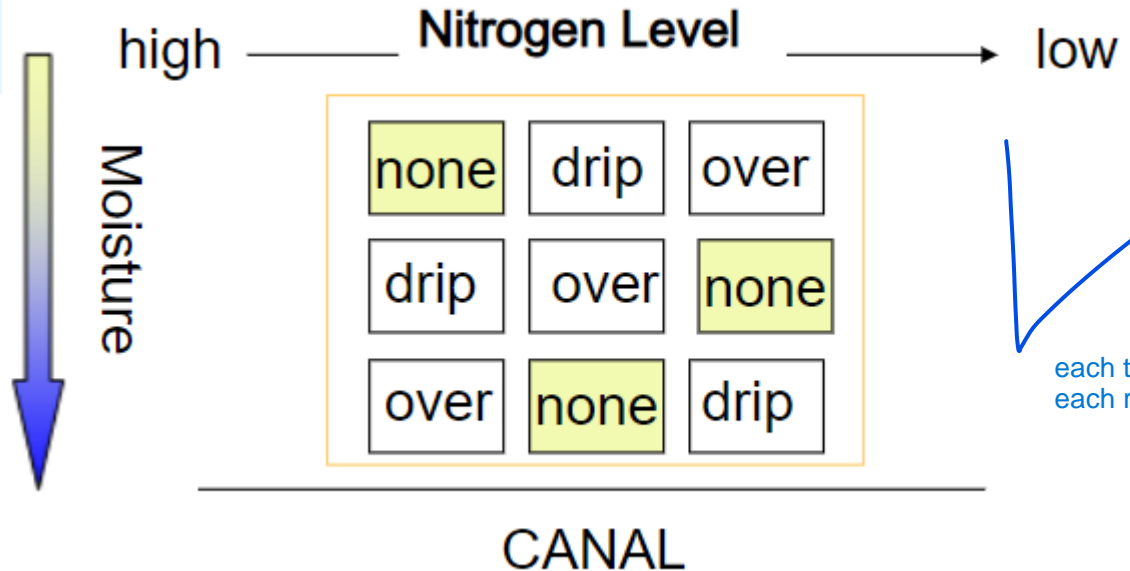 Nitrogen Level
high
low
Moisture
none drip over
drip over none
over none drip
each
each
CANAL